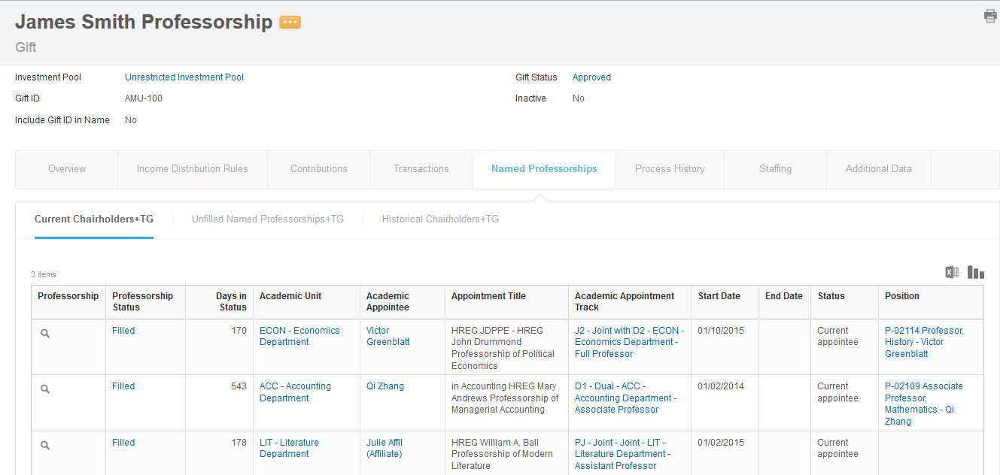 James Smith Professorship
Gift
Investment Pool Unrestricted Investment Pool Gift Status Approved
Gift ID AMU-100 Inactive No
Include Gift ID in Name No
Overview Income Distribution Rules Contributions Transactions Named Professorships Process History Staffing Additional Data
Current Chairholders+TG Unfilled Named Professorships+TG Historical Chairholders+TG
3 items
Professorship Professorship Days in Academic Unit Academic Appointment Title Academic Appointment Start Date End Date Status Position
Status Status Appointee Track
Filled 170 ECON - Economics Victor HREG JDPPE - HREG J2 - Joint with D2 - ECON - 01/10/2015 Current P-02114 Professor,
Department Greenblatt John Drummond Economics Department - appointee History - Victor
Professorship of Political Full Professor Greenblatt
Economics
Filled 543 ACC - Accounting Qi Zhang in Accounting HREG Mary D1 - Dual - ACC - 01/02/2014 Current P-02109 Associate
Department Andrews Professorship of Accounting Department - appointee Professor,
Managerial Accounting Associate Professor Mathematics - Qi
Zhang
Filled 178 LIT - Literature Julie Affil HREG William A. Ball PJ - Joint - Joint - LIT - 01/02/2015 Current
Department (Affiliate) Professorship of Modern Literature Department - appointee
Literature Assistant Professor